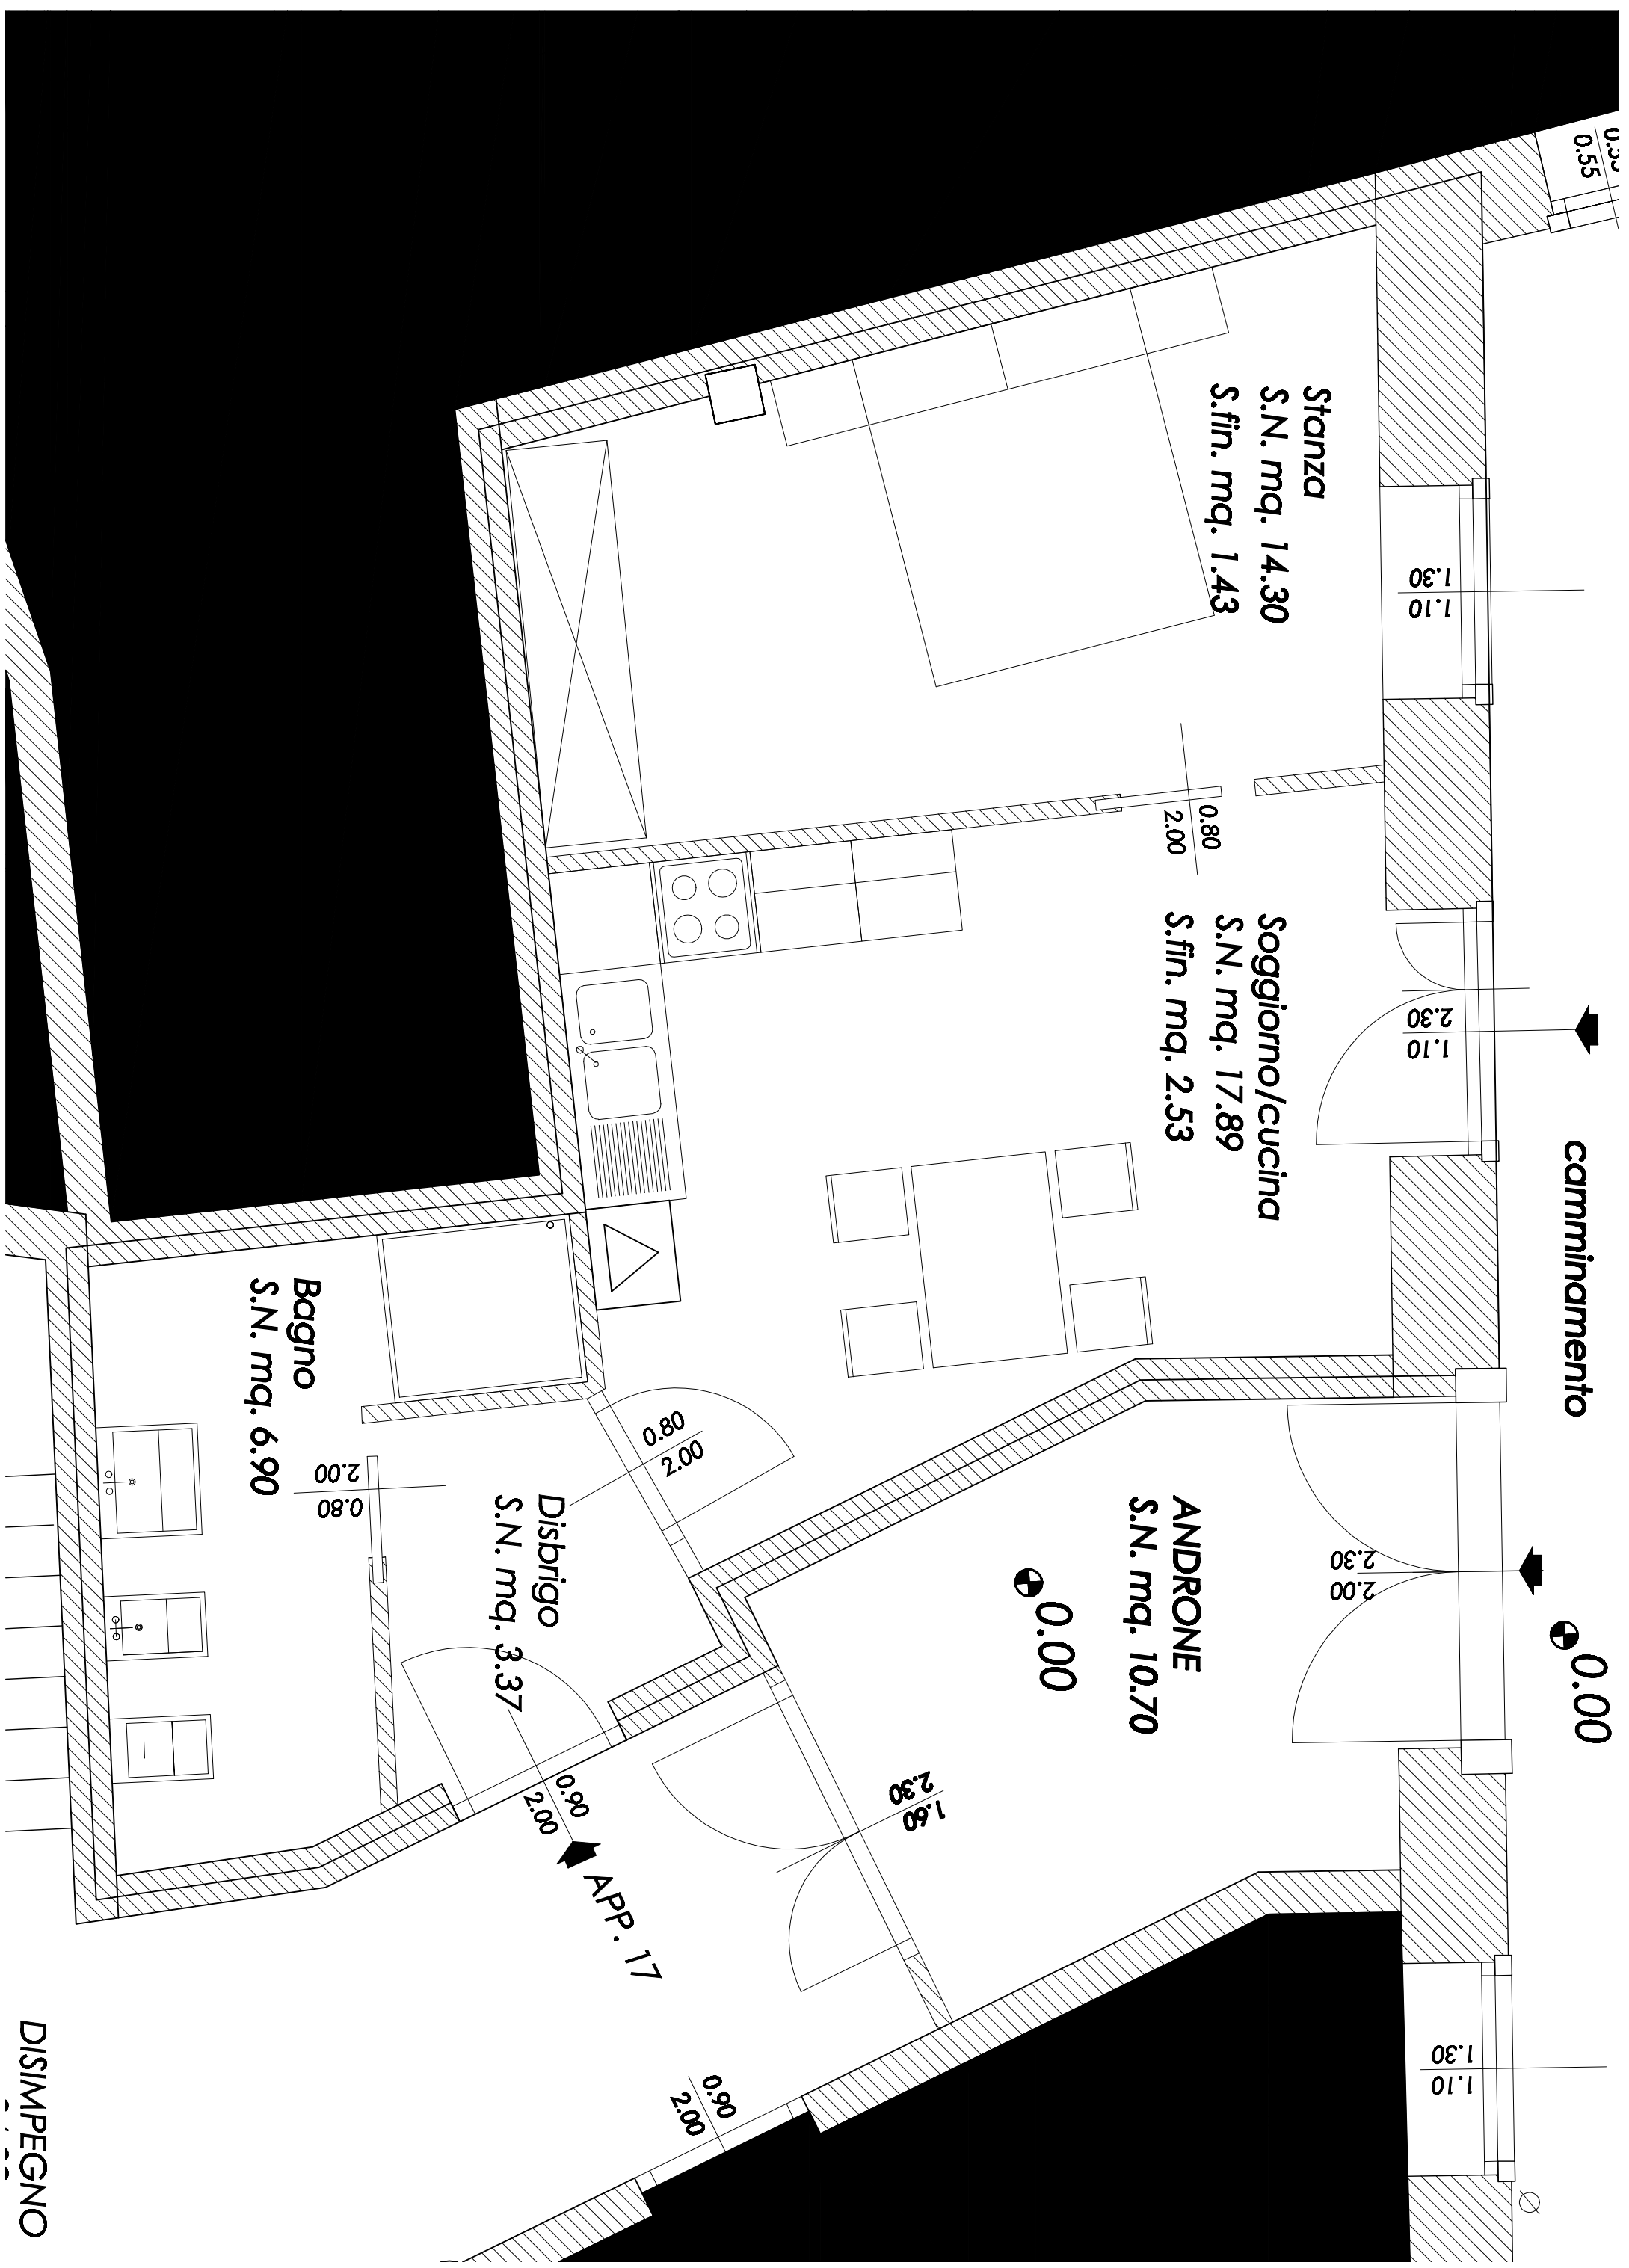 0.55
Stanza
S.N. mq. 14.30
S.fin. mq. 1.43
1.30
1.10
0.80
2.00
Soggiorno/cucina
S.N. mq. 17.89
S.fin. mq. 2.53
2.30
1.10
camminamento
Bagno
S.N. mq. 6.90
2.00
0.80
0.80
2.00
Disbrigo
S.N. mq. 3.37
ANDRONE
S.N. mq. 10.70
0.00
2.30
2.00
0.00
2.30
1.60
0.90
2.00
APP. 17
0.90
2.00
1.30
1.10
DISIMPEGNO